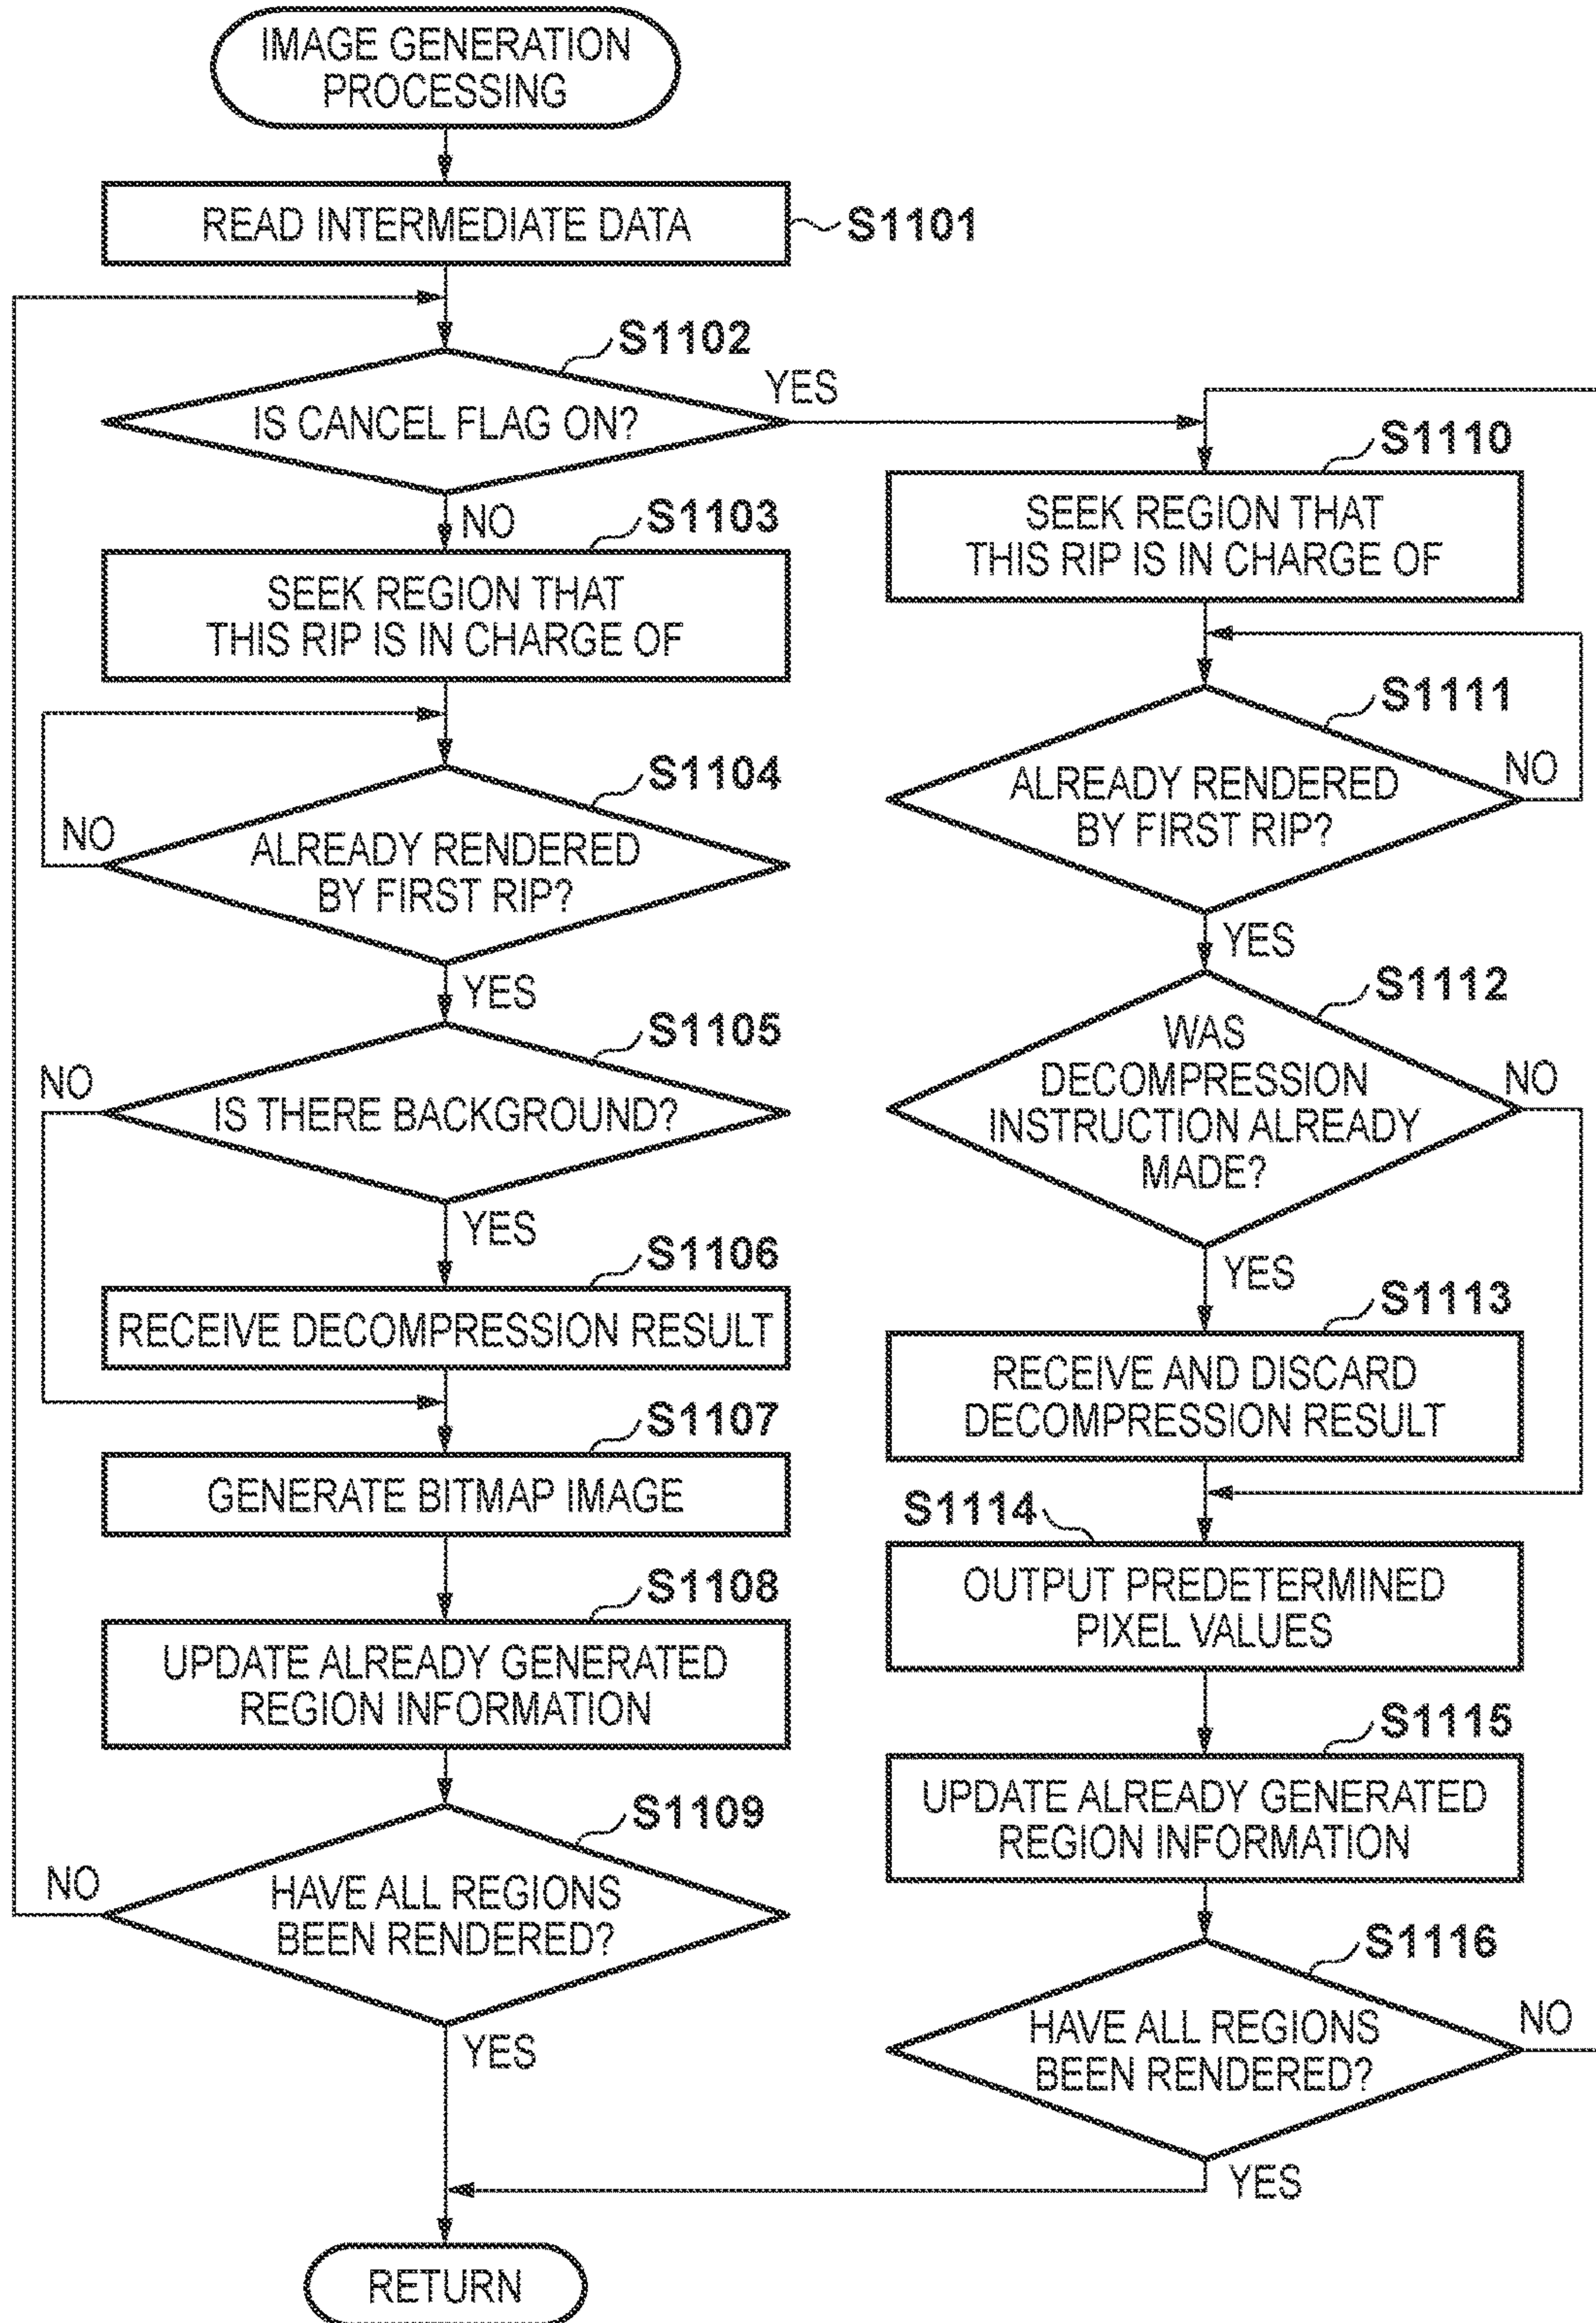 IMAGE GENERATION
PROCESSING
READ INTERMEDIATE DATA
S1101
S1102
IS CANCEL FLAG ON?
YES
NO
S1103
SEEK REGION THAT
THIS RIP IS IN CHARGE OF
S1104
NO
ALREADY RENDERED
BY FIRST RIP?
YES
S1105
NO
IS THERE BACKGROUND?
YES
S1106
RECEIVE DECOMPRESSION RESULT
S1107
GENERATE BITMAP IMAGE
S1108
UPDATE ALREADY GENERATED
REGION INFORMATION
S1109
NO
HAVE ALL REGIONS
BEEN RENDERED?
YES
S1110
SEEK REGION THAT
THIS RIP IS IN CHARGE OF
S1111
ALREADY RENDERED
BY FIRST RIP?
NO
YES
S1112
WAS
DECOMPRESSION
INSTRUCTION ALREADY
MADE?
NO
YES
S1113
RECEIVE AND DISCARD
DECOMPRESSION RESULT
S1114
OUTPUT PREDETERMINED
PIXEL VALUES
S1115
UPDATE ALREADY GENERATED
REGION INFORMATION
S1116
HAVE ALL REGIONS
BEEN RENDERED?
NO
YES
RETURN